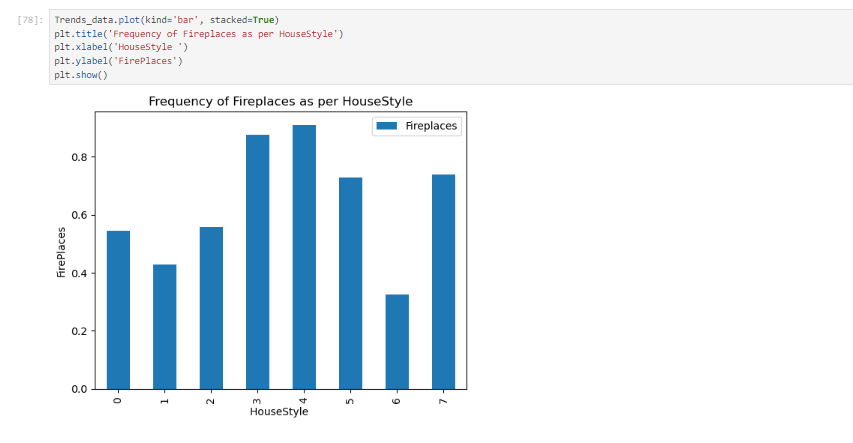 [78]: Trends_data.plot(kind='bar', stacked=True)
plt.title('Frequency of Fireplaces as per HouseStyle')
plt.xlabel('HouseStyle ')
plt.ylabel('FirePlaces')
plt.show()
Frequency of Fireplaces as per HouseStyle
Fireplaces
0.8
0.6
0.4
0.2
0.0
FirePlaces
0 1 2 3 4 5 6 7
HouseStyle